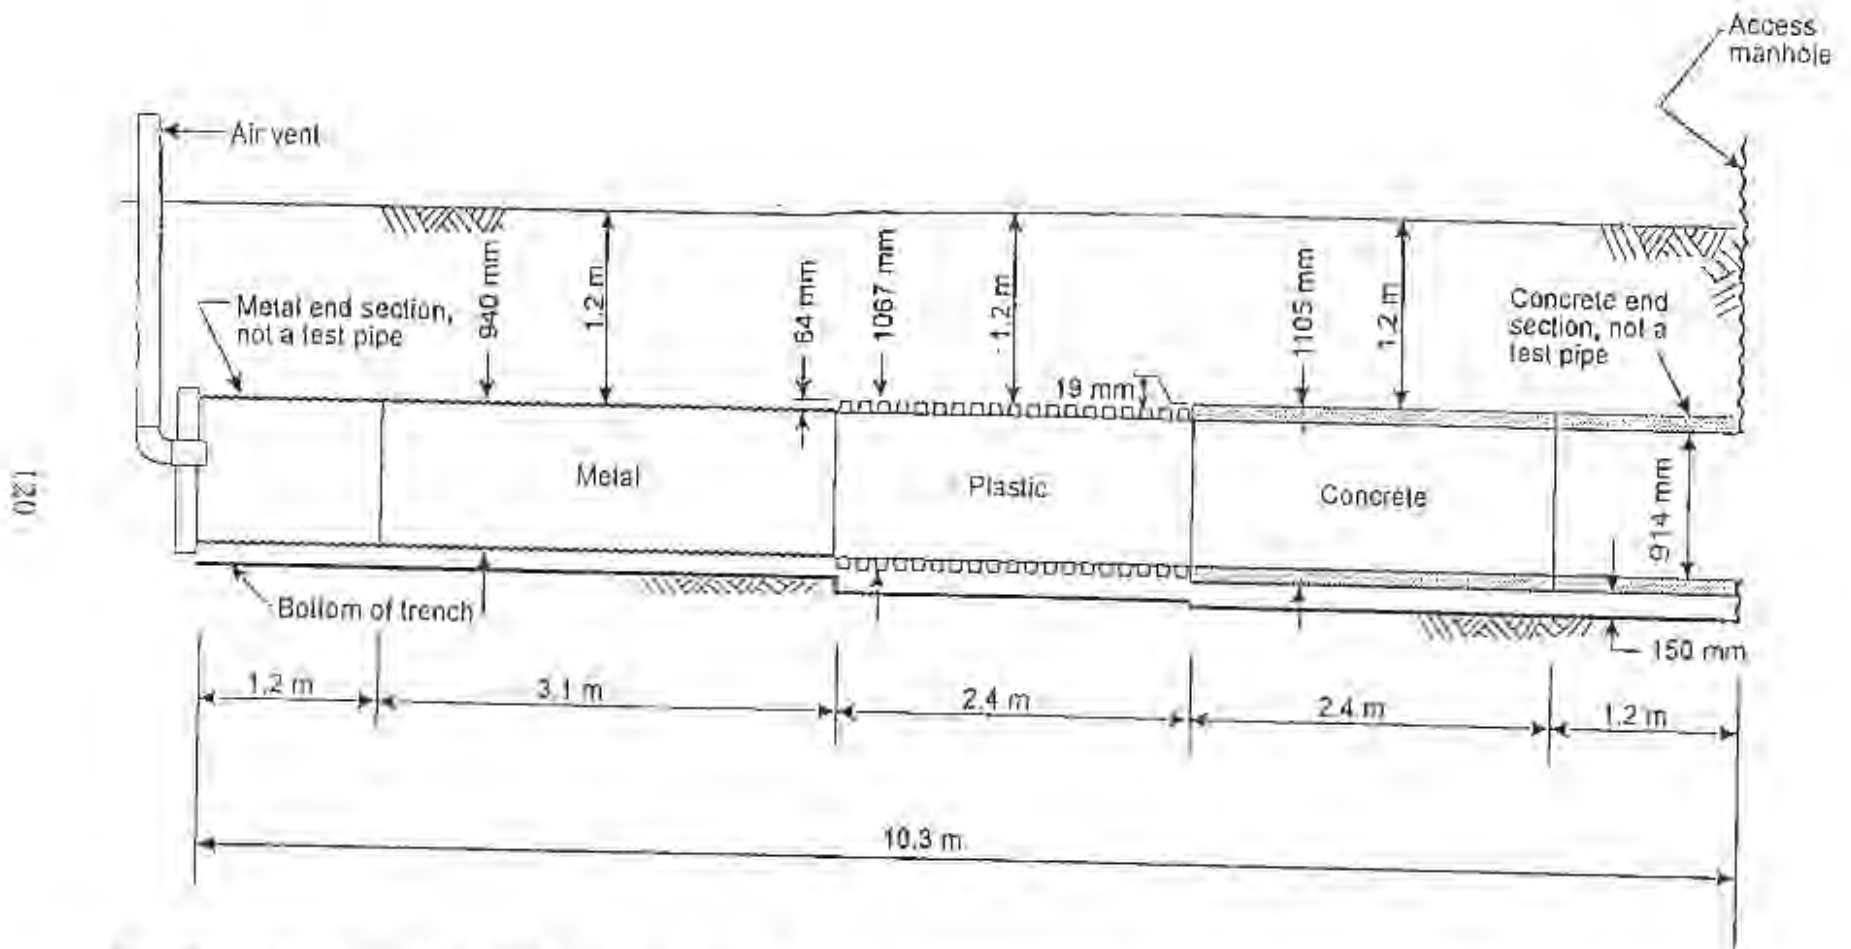 Access
manhole
Air vent
940 mm
1.2 m
64 mm
1067 mm
1.2 m
1105 mm
1.2 m
Metal end section,
not a test pipe
Concrete end
section, not a
test pipe
19 mm
Metal
Plastic
Concrete
914 mm
120
Bottom of trench
150 mm
1.2 m
3.1 m
2.4 m
2.4 m
1.2 m
10.3 m